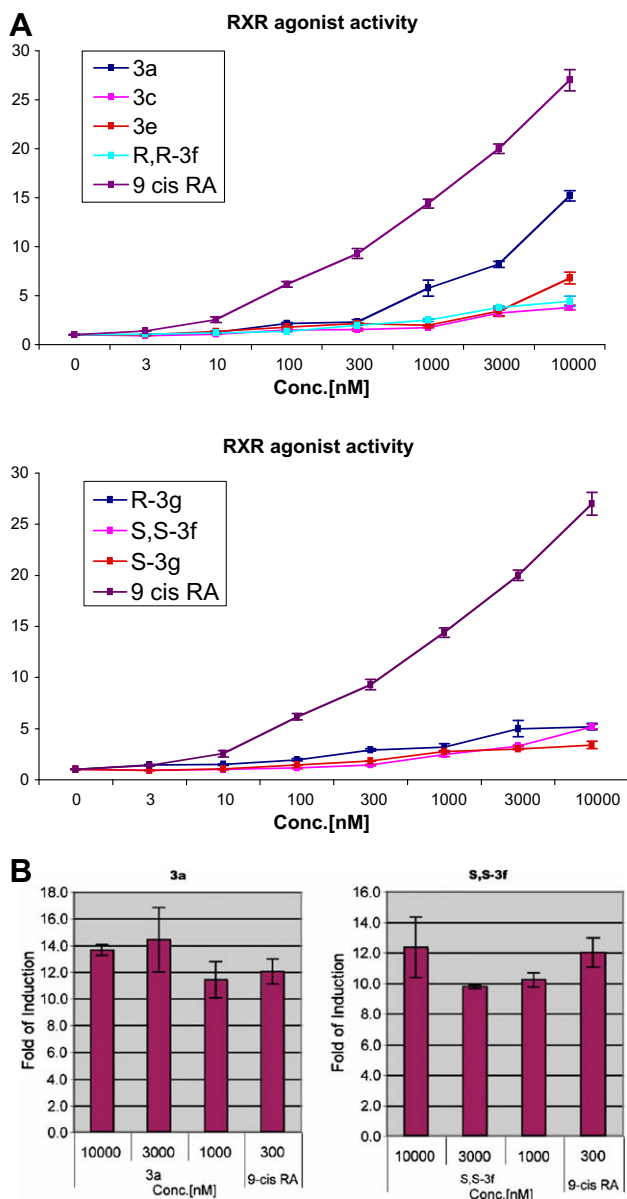 A
RXR agonist activity
30
25
20
15
10
5
0
3a
3c
3e
R,R-3f
9 cis RA
0 3 10 100 300 1000 3000 10000
Conc.[nM]
RXR agonist activity
30
25
20
15
10
5
0
R-3g
S,S-3f
S-3g
9 cis RA
0 3 10 100 300 1000 3000 10000
Conc.[nM]
B
3a
Fold of Induction
18.0
16.0
14.0
12.0
10.0
8.0
6.0
4.0
2.0
0.0
10000 3000 1000 300
3a 9-cis RA
Conc.[nM]
S,S-3f
Fold of Induction
16.0
14.0
12.0
10.0
8.0
6.0
4.0
2.0
0.0
10000 3000 1000 300
S,S-3f 9-cis RA
Conc.[nM]